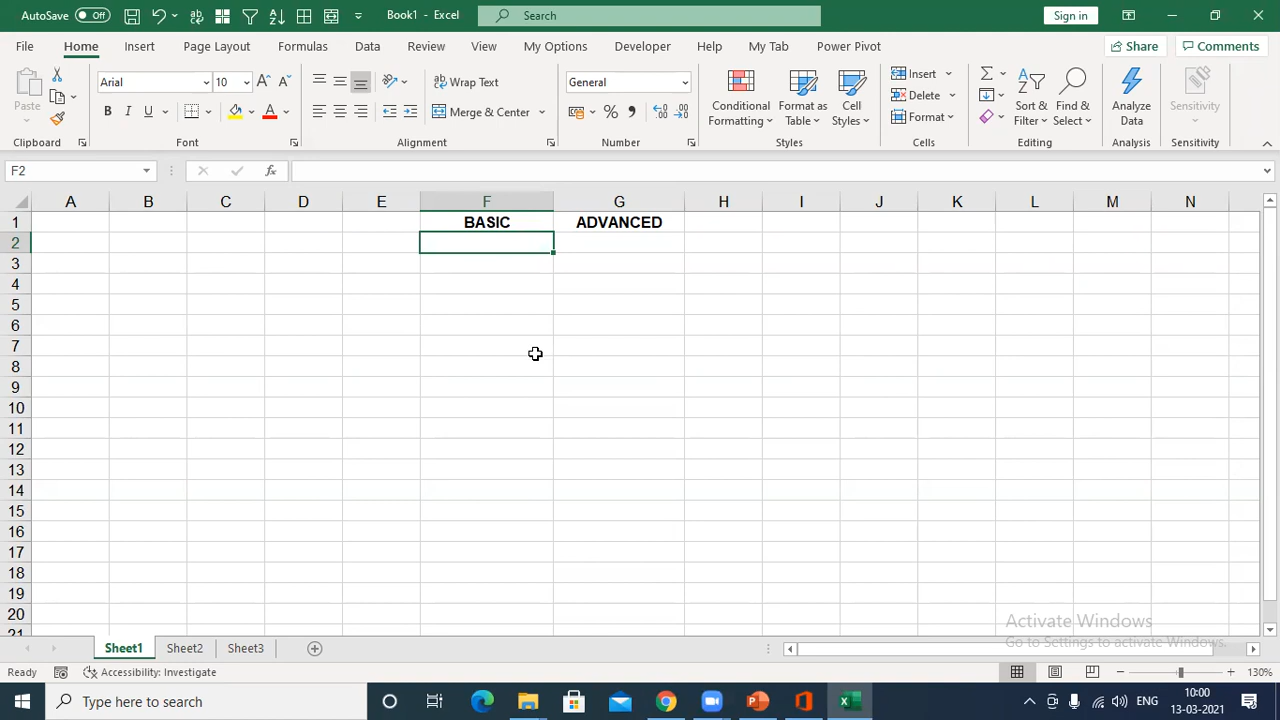 AutoSave Off Book1 - Excel Search Sign in
File Home Insert Page Layout Formulas Data Review View My Options Developer Help My Tab Power Pivot Share Comments
Paste
Clipboard
Arial 10
B I U
Font
Wrap Text
Merge & Center
Alignment
General
Number
Conditional Formatting
Format as Table
Cell Styles
Styles
Insert
Delete
Format
Cells
Sort & Filter
Find & Select
Editing
Analyze Data
Analysis
Sensitivity
Sensitivity
F2 fx
A B C D E F G H I J K L M N
1 BASIC ADVANCED
2
3
4
5
6
7
8
9
10
11
12
13
14
15
16
17
18
19
20
21
Activate Windows
Go to Settings to activate Windows.
Sheet1 Sheet2 Sheet3
Ready Accessibility: Investigate 130%
Type here to search ENG 10:00
13-03-2021